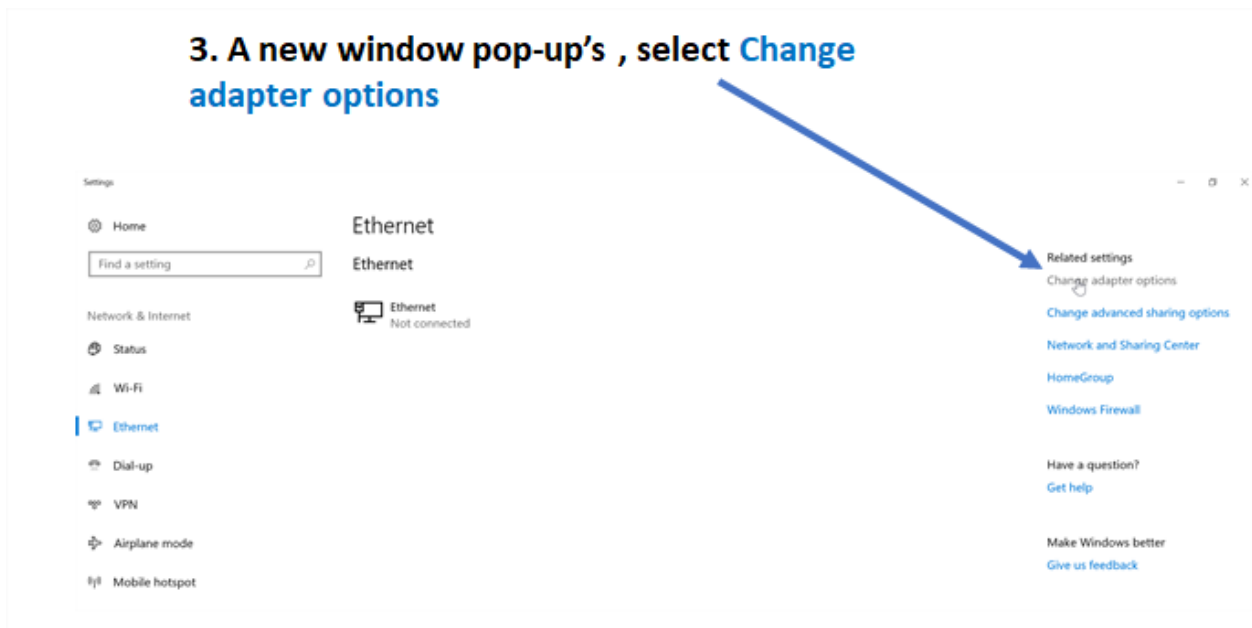 3. A new window pop-up's , select Change
adapter options
Settings
Home
Find a setting
Network & Internet
Status
Wi-Fi
Ethernet
Dial-up
VPN
Airplane mode
Mobile hotspot
Ethernet
Ethernet
Ethernet
Not connected
Related settings
Change adapter options
Change advanced sharing options
Network and Sharing Center
HomeGroup
Windows Firewall
Have a question?
Get help
Make Windows better
Give us feedback